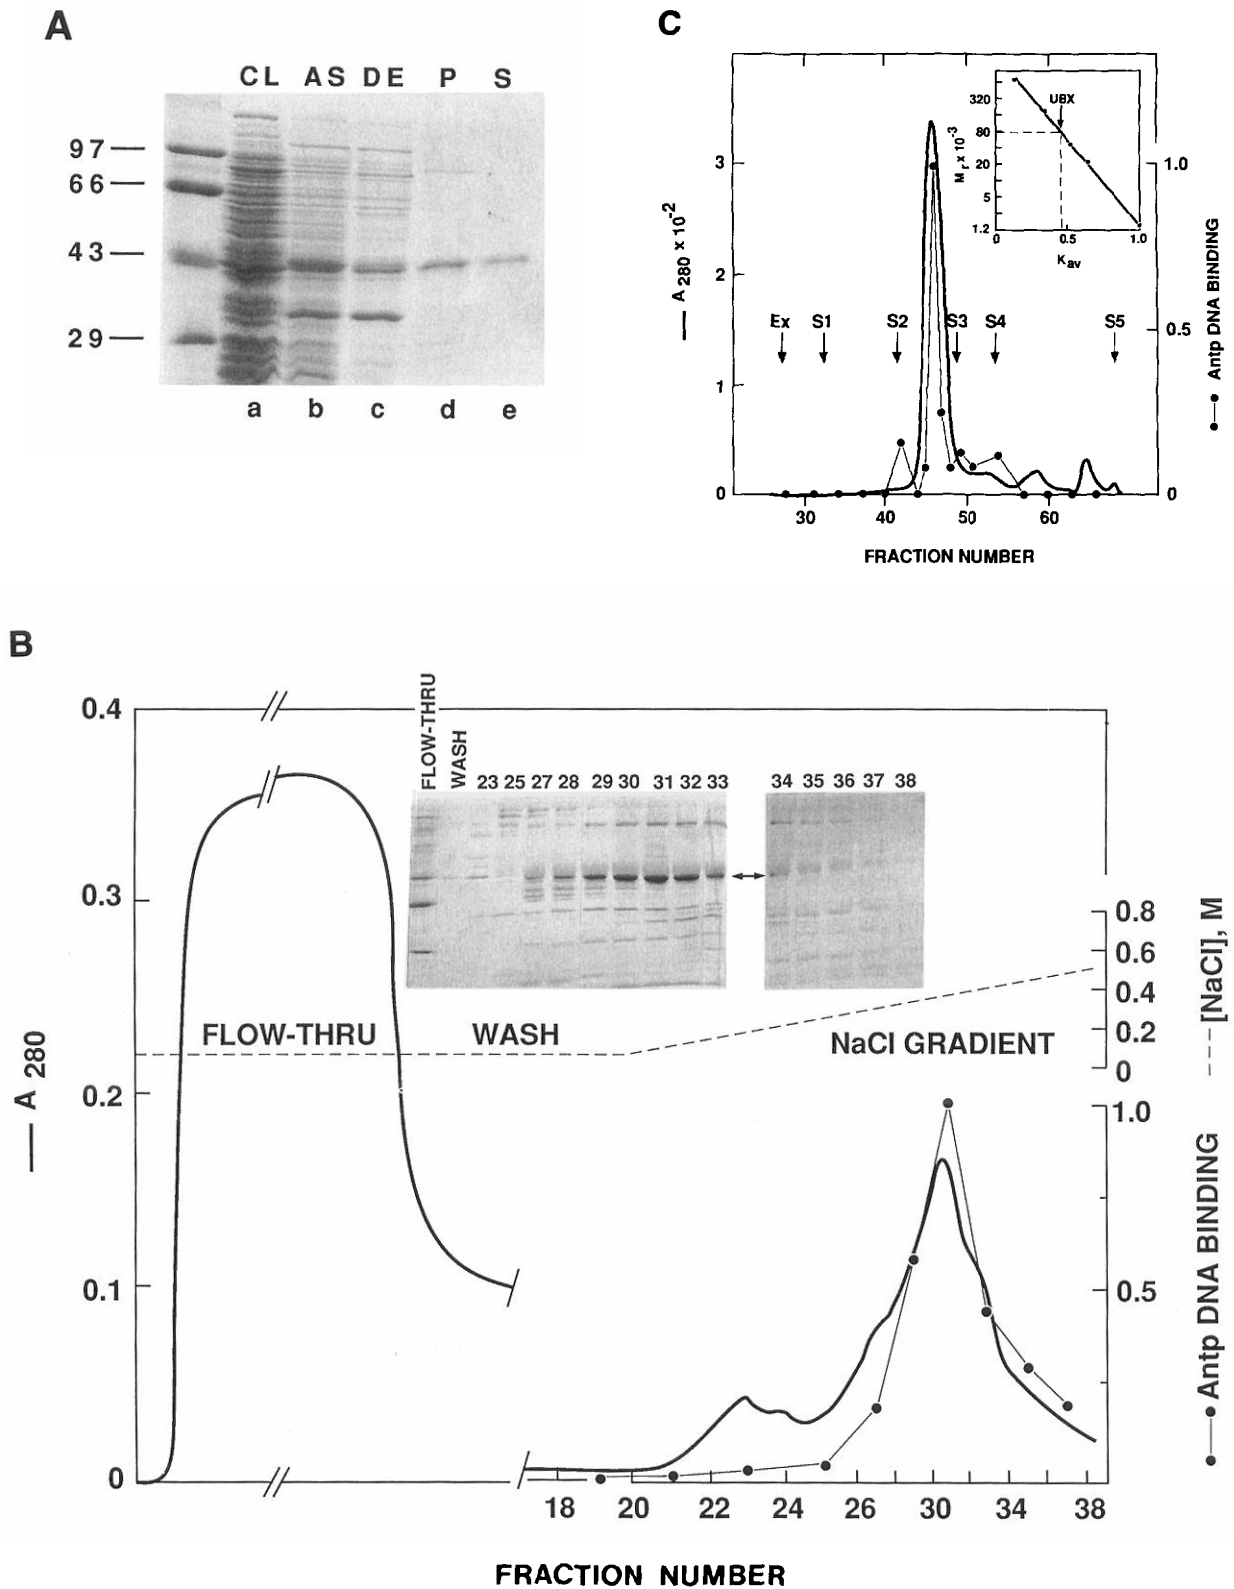 A
CL AS DE P S
97
66
43
29
a b c d e
C
3
2
1
0
A 280 x 10-2
Ex S1 S2 S3 S4 S5
30 40 50 60
FRACTION NUMBER
1.0
0.5
0
Antp DNA BINDING
UBX
320
80
20
5
1.2
Mr x 10-3
0 0.5 1.0
Kav
B
0.4
0.3
0.2
0.1
0
A 280
FLOW-THRU
WASH
23 25 27 28 29 30 31 32 33 34 35 36 37 38
FLOW-THRU WASH NaCl GRADIENT
0.8
0.6
0.4
0.2
0
[NaCl], M
1.0
0.5
Antp DNA BINDING
18 20 22 24 26 30 34 38
FRACTION NUMBER